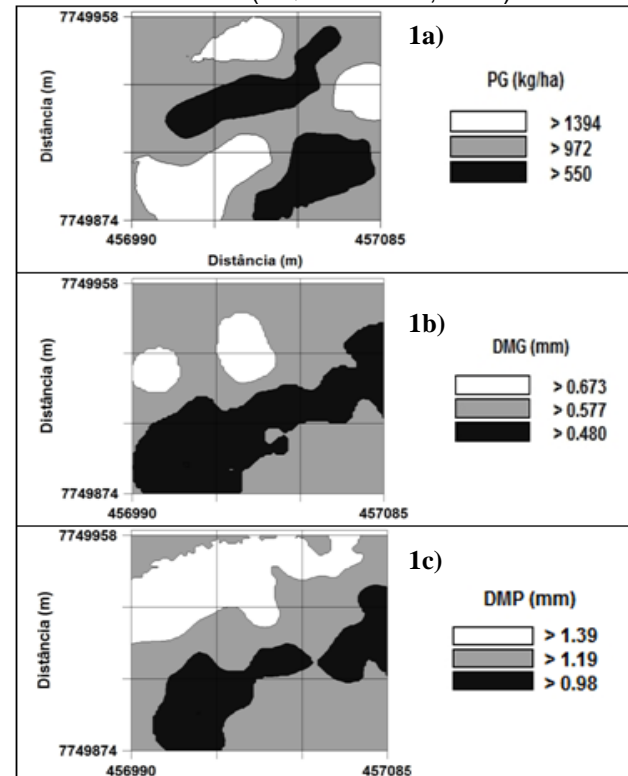 1a)
7749958
Distância (m)
7749874
456990
457085
Distância (m)
PG (kg/ha)
> 1394
> 972
> 550
1b)
7749958
Distância (m)
7749874
456990
457085
DMG (mm)
> 0.673
> 0.577
> 0.480
1c)
7749958
Distância (m)
7749874
456990
457085
DMP (mm)
> 1.39
> 1.19
> 0.98